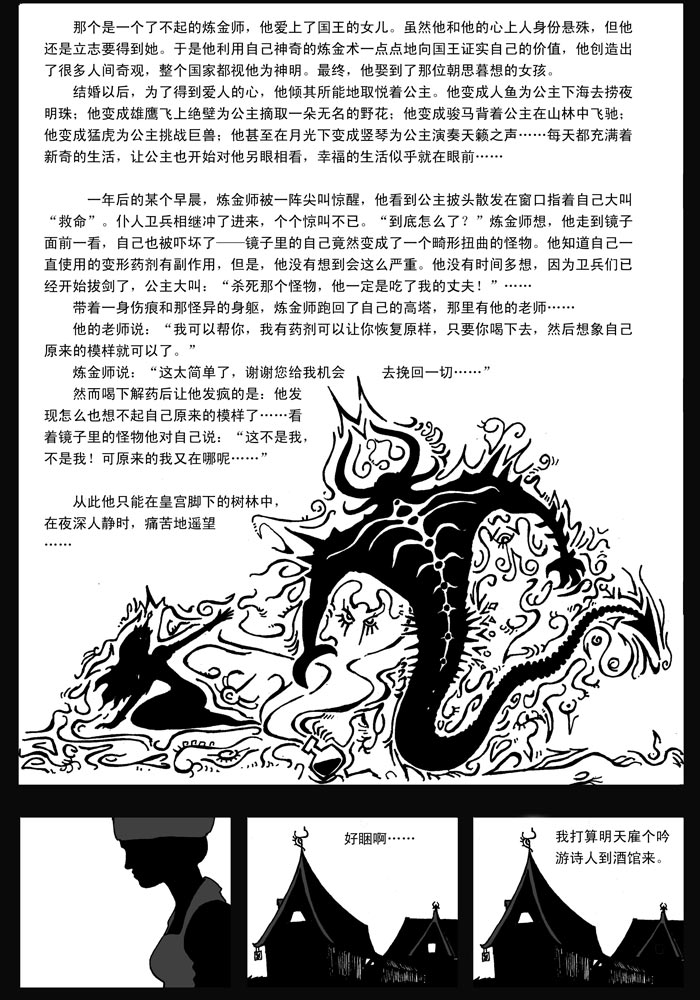 那个是一个了不起的炼金师，他爱上了国王的女儿。虽然他和他的心上人身份悬殊，但他
还是立志要得到她。于是他利用自己神奇的炼金术一点点地向国王证实自己的价值，他创造出
了很多人间奇观，整个国家都视他为神明。最终，他娶到了那位朝思暮想的女孩。
结婚以后，为了得到爱人的心，他倾其所能地取悦着公主。他变成人鱼为公主下海去捞夜
明珠；他变成雄鹰飞上绝壁为公主摘取一朵无名的野花；他变成骏马背着公主在山林中飞驰；
他变成猛虎为公主挑战巨兽；他甚至在月光下变成竖琴为公主演奏天籁之声……每天都充满着
新奇的生活，让公主也开始对他另眼相看，幸福的生活似乎就在眼前……
一年后的某个早晨，炼金师被一阵尖叫惊醒，他看到公主披头散发在窗口指着自己大叫
“救命”。仆人卫兵相继冲了进来，个个惊叫不已。“到底怎么了？”炼金师想，他走到镜子
面前一看，自己也被吓坏了——镜子里的自己竟然变成了一个畸形扭曲的怪物。他知道自己一
直使用的变形药剂有副作用，但是，他没有想到会这么严重。他没有时间多想，因为卫兵们已
经开始拔剑了，公主大叫：“杀死那个怪物，他一定是吃了我的丈夫！”……
带着一身伤痕和那怪异的身躯，炼金师跑回了自己的高塔，那里有他的老师……
他的老师说：“我可以帮你，我有药剂可以让你恢复原样，只要你喝下去，然后想象自己
原来的模样就可以了。”
炼金师说：“这太简单了，谢谢您给我机会 去挽回一切……”
然而喝下解药后让他发疯的是：他发
现怎么也想不起自己原来的模样了……看
着镜子里的怪物他对自己说：“这不是我，
不是我！可原来的我又在哪呢……”
从此他只能在皇宫脚下的树林中，
在夜深人静时，痛苦地遥望
……
好困啊……
我打算明天雇个吟
游诗人到酒馆来。